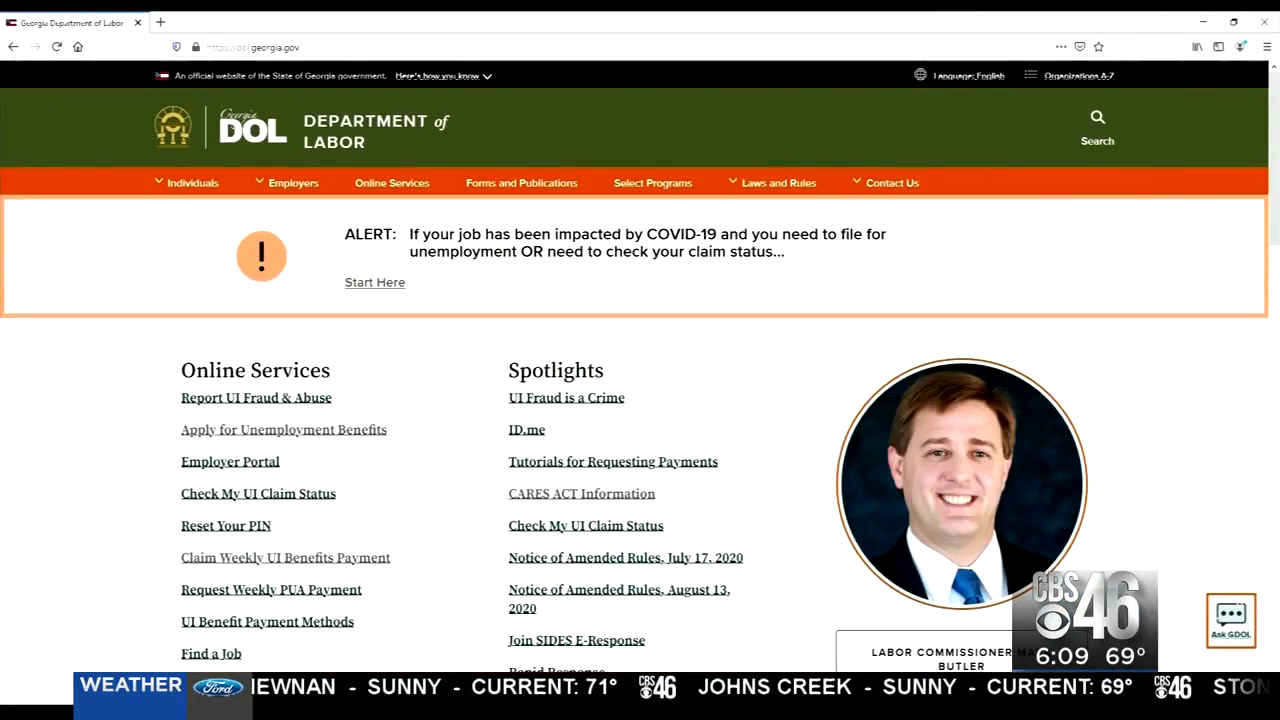 Georgia Department of Labor
https://dol.georgia.gov
An official website of the State of Georgia government. Here's how you know
Language: English
Organizations A-Z
Georgia
DOL
DEPARTMENT of
LABOR
Search
Individuals
Employers
Online Services
Forms and Publications
Select Programs
Laws and Rules
Contact Us
!
ALERT: If your job has been impacted by COVID-19 and you need to file for
unemployment OR need to check your claim status...
Start Here
Online Services
Report UI Fraud & Abuse
Apply for Unemployment Benefits
Employer Portal
Check My UI Claim Status
Reset Your PIN
Claim Weekly UI Benefits Payment
Request Weekly PUA Payment
UI Benefit Payment Methods
Find a Job
Spotlights
UI Fraud is a Crime
ID.me
Tutorials for Requesting Payments
CARES ACT Information
Check My UI Claim Status
Notice of Amended Rules, July 17, 2020
Notice of Amended Rules, August 13,
2020
Join SIDES E-Response
Rapid Response
LABOR COMMISSIONER
BUTLER
Ask GDOL
CBS 46
6:09 69°
WEATHER Ford EWNAN - SUNNY - CURRENT: 71° CBS 46 JOHNS CREEK - SUNNY - CURRENT: 69° CBS 46 STON